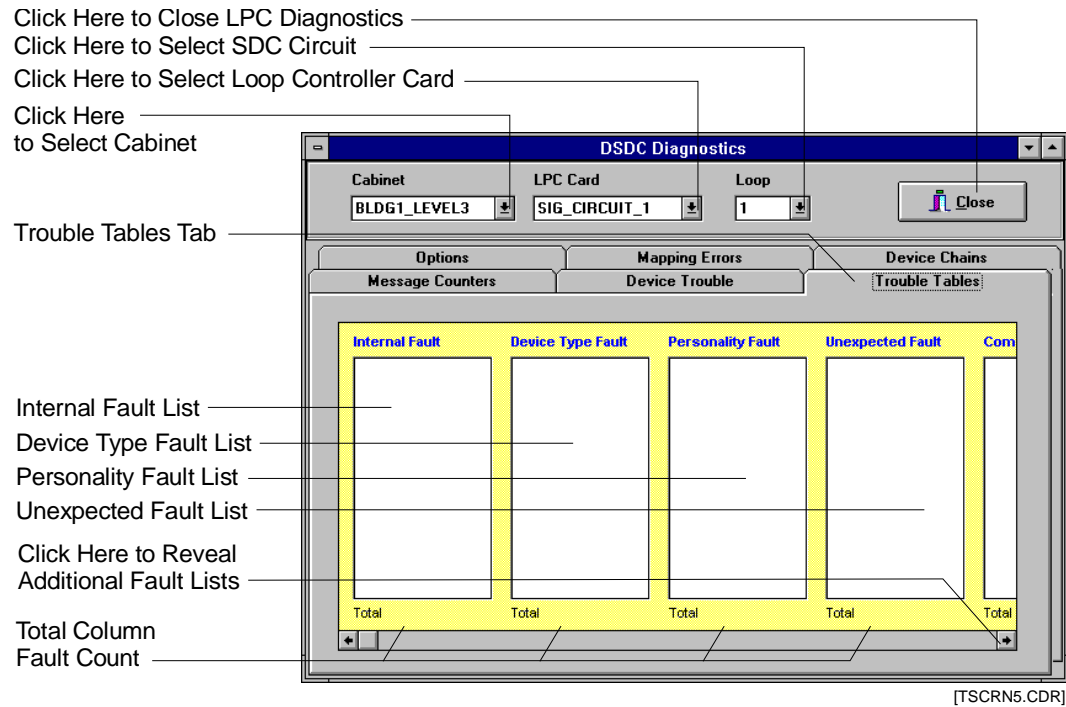 Click Here to Close LPC Diagnostics
Click Here to Select SDC Circuit
Click Here to Select Loop Controller Card
Click Here
to Select Cabinet
DSDC Diagnostics
Cabinet
LPC Card
Loop
BLDG1_LEVEL3
SIG_CIRCUIT_1
1
Close
Trouble Tables Tab
Options
Mapping Errors
Device Chains
Message Counters
Device Trouble
Trouble Tables
Internal Fault
Device Type Fault
Personality Fault
Unexpected Fault
Com
Internal Fault List
Device Type Fault List
Personality Fault List
Unexpected Fault List
Click Here to Reveal
Additional Fault Lists
Total
Total
Total
Total
Total
Total Column
Fault Count
[TSCRN5.CDR]